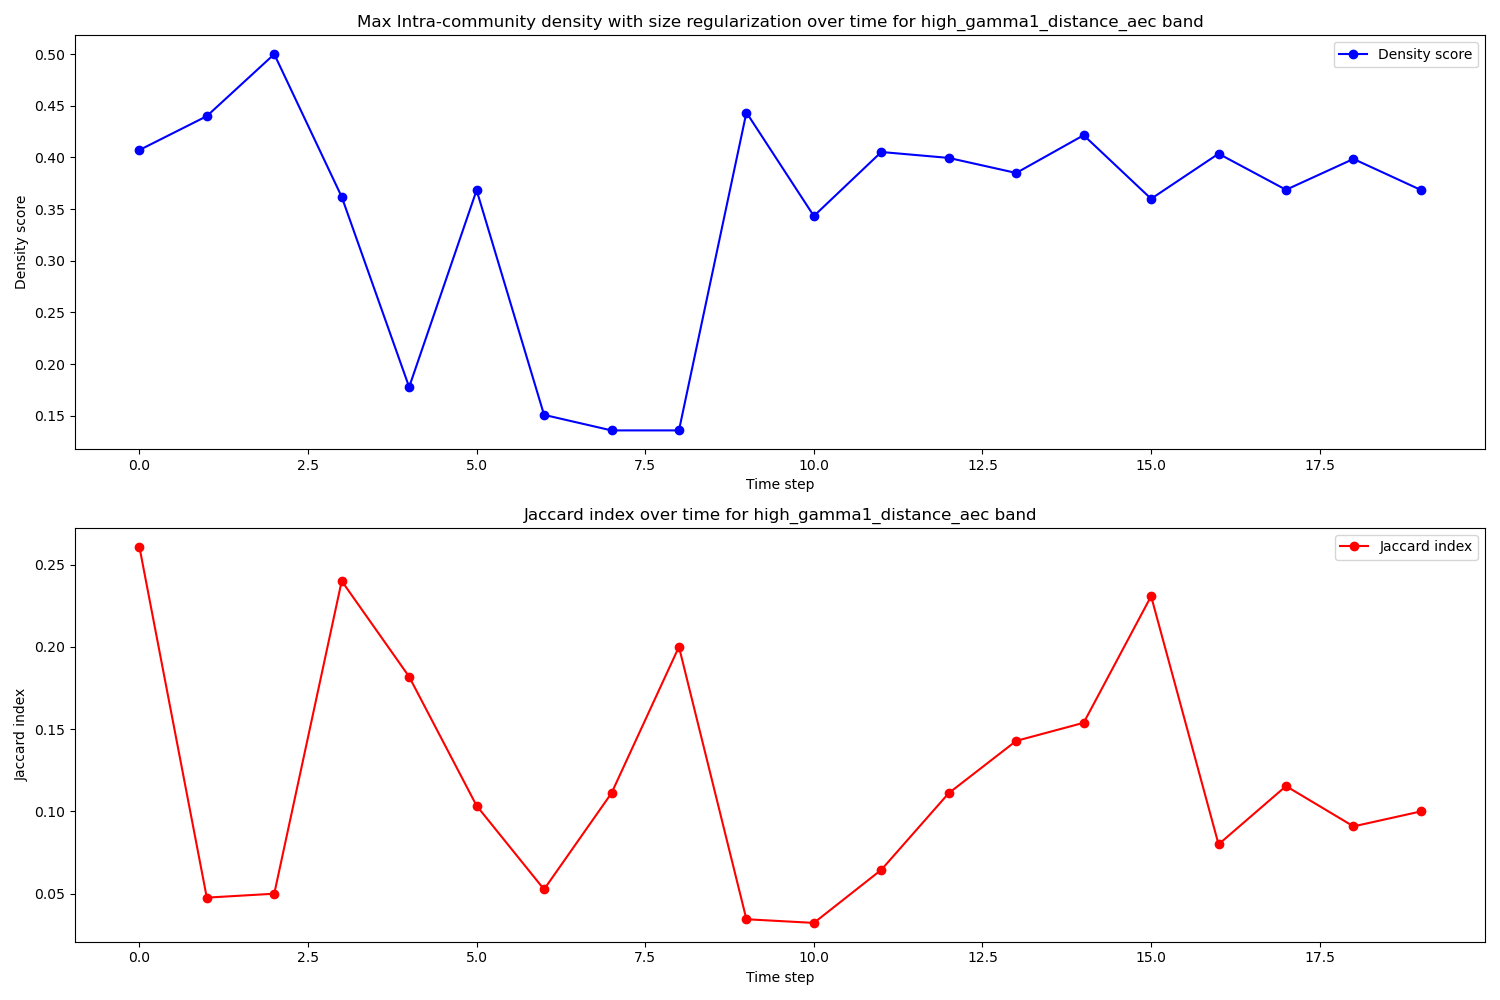 Max Intra-community density with size regularization over time for high_gamma1_distance_aec band
Density score
0.50
0.45
0.40
0.35
0.30
0.25
0.20
0.15
Density score
0.0 2.5 5.0 7.5 10.0 12.5 15.0 17.5
Time step
Jaccard index over time for high_gamma1_distance_aec band
Jaccard index
0.25
0.20
0.15
0.10
0.05
Jaccard index
0.0 2.5 5.0 7.5 10.0 12.5 15.0 17.5
Time step